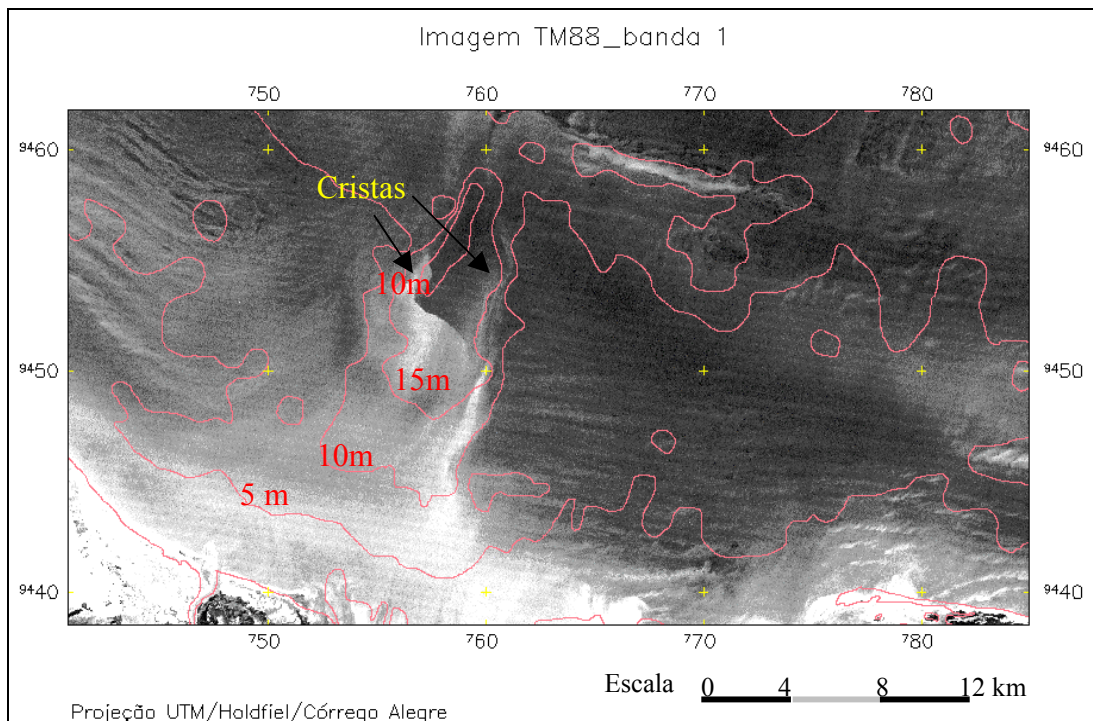 Imagem TM88_banda 1
750 760 770 780
9460 9460
Cristas
10m
9450 9450
15m
10m
5 m
9440 9440
750 760 770 780
Escala 0 4 8 12 km
Projeção UTM/Holdfiel/Córrego Alegre